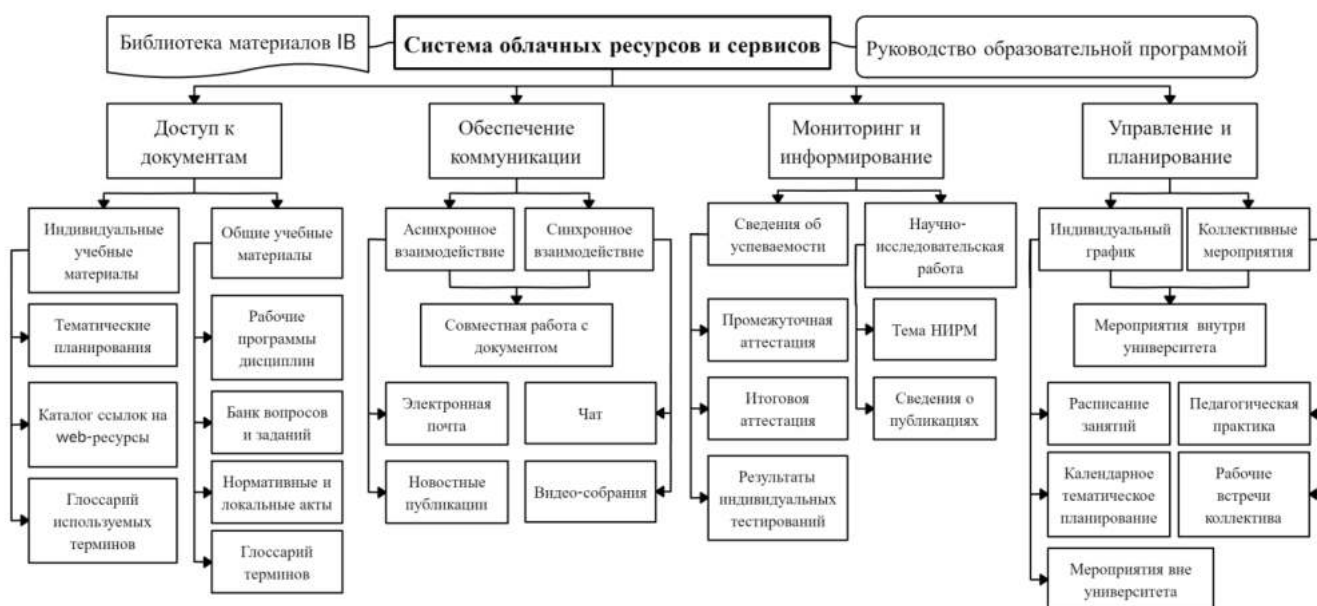 Библиотека материалов IB
Система облачных ресурсов и сервисов
Руководство образовательной программой
Доступ к
документам
Обеспечение
коммуникации
Мониторинг и
информирование
Управление и
планирование
Индивидуальные
учебные
материалы
Общие учебные
материалы
Асинхронное
взаимодействие
Синхронное
взаимодействие
Сведения об
успеваемости
Научно-
исследовательская
работа
Индивидуальный
график
Коллективные
мероприятия
Тематические
планирования
Рабочие
программы
дисциплин
Совместная работа с
документом
Промежуточная
аттестация
Тема НИРМ
Мероприятия внутри
университета
Каталог ссылок на
web-ресурсы
Банк вопросов
и заданий
Электронная
почта
Чат
Итоговоя
аттестация
Сведения о
публикациях
Расписание
занятий
Педагогическая
практика
Глоссарий
используемых
терминов
Нормативные и
локальные акты
Новостные
публикации
Видео-собрания
Результаты
индивидуальных
тестирований
Календарное
тематическое
планирование
Рабочие
встречи
коллектива
Глоссарий
терминов
Мероприятия вне
университета